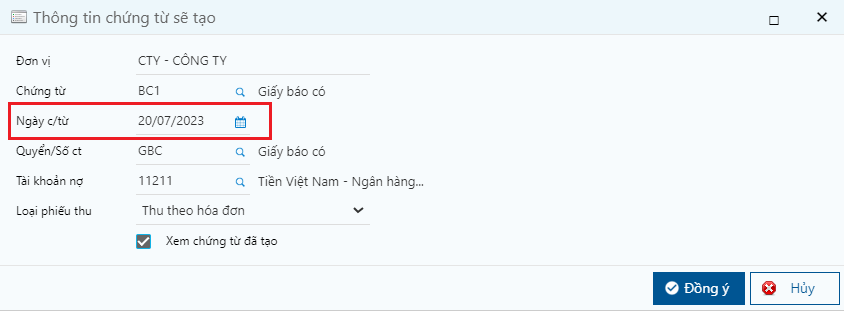 Thông tin chứng từ sẽ tạo
Đơn vị CTY - CÔNG TY
Chứng từ BC1 Giấy báo có
Ngày c/từ 20/07/2023
Quyển/Số ct GBC Giấy báo có
Tài khoản nợ 11211 Tiền Việt Nam - Ngân hàng...
Loại phiếu thu Thu theo hóa đơn
Xem chứng từ đã tạo
Đồng ý Hủy